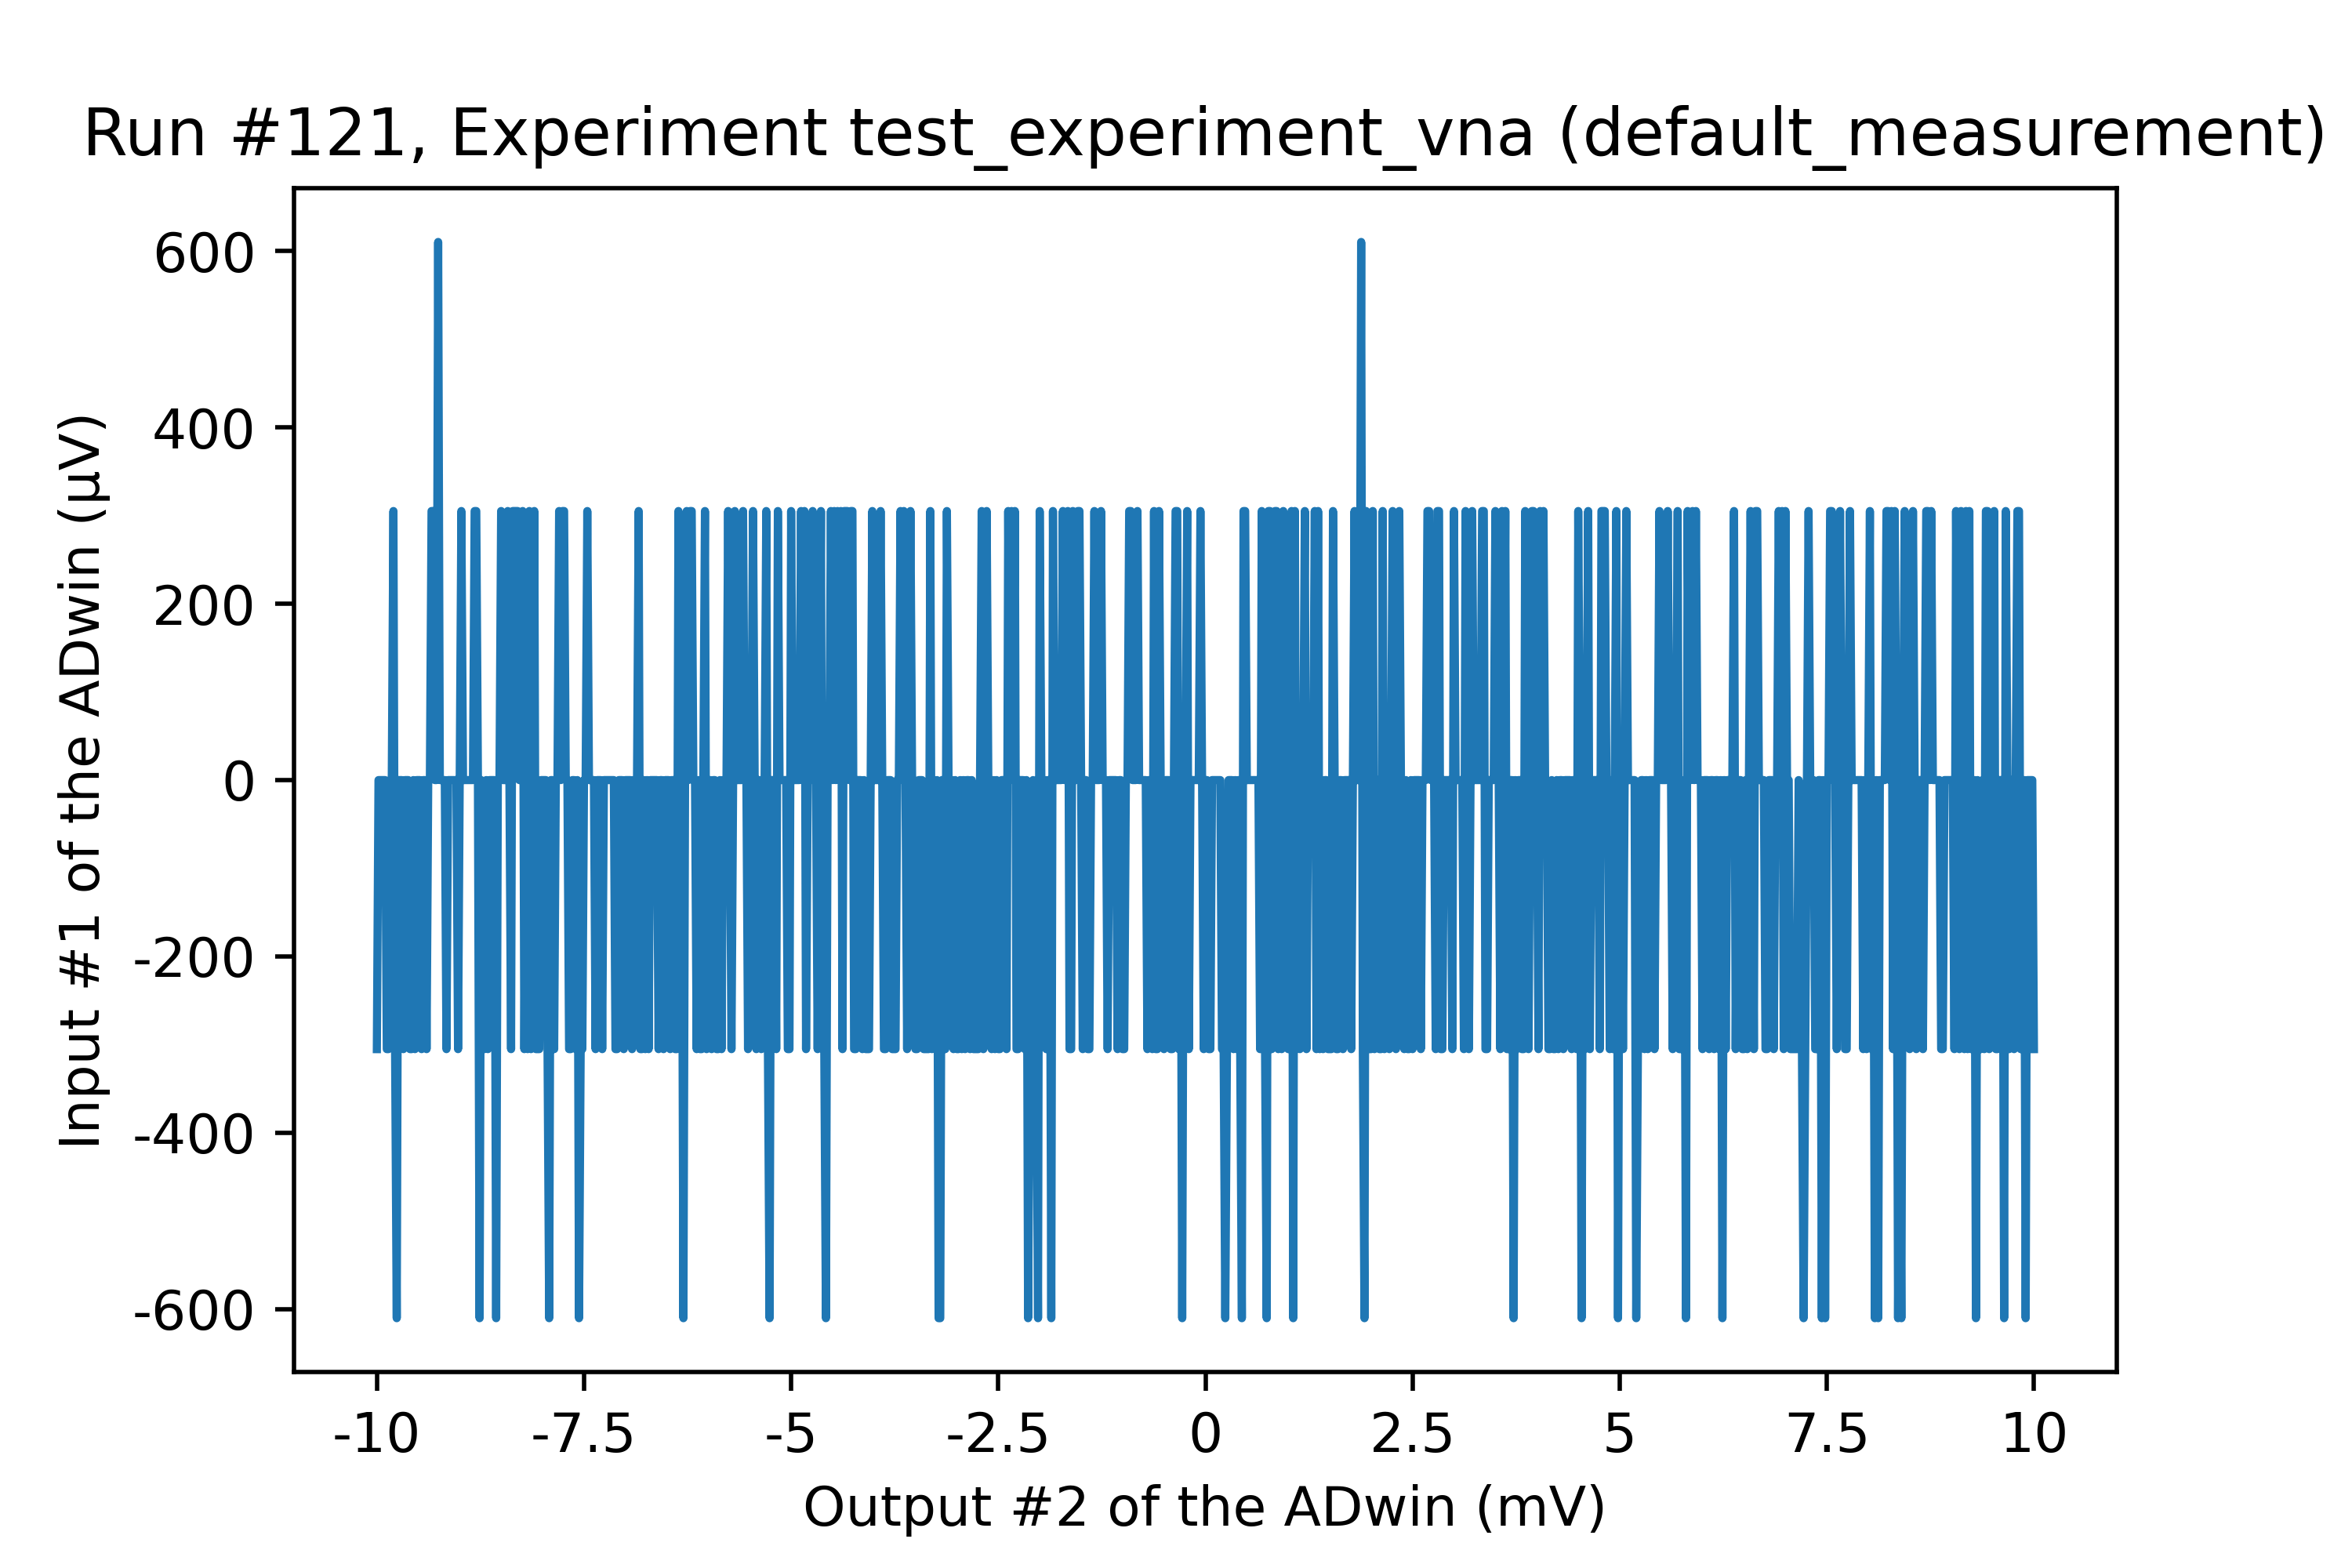 Run #121, Experiment test_experiment_vna (default_measurement)
600
400
200
0
-200
-400
-600
Input #1 of the ADwin (µV)
-10 -7.5 -5 -2.5 0 2.5 5 7.5 10
Output #2 of the ADwin (mV)